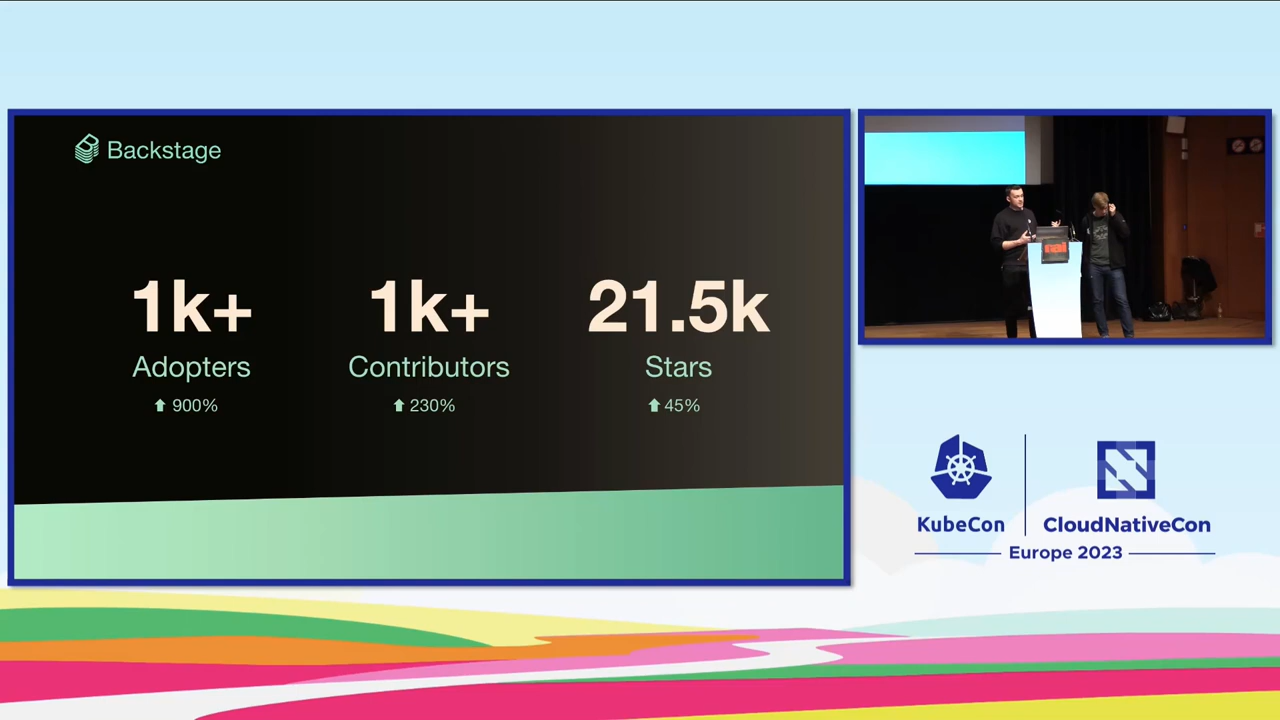 Backstage
1k+
Adopters
900%
1k+
Contributors
230%
21.5k
Stars
45%
KubeCon
CloudNativeCon
Europe 2023